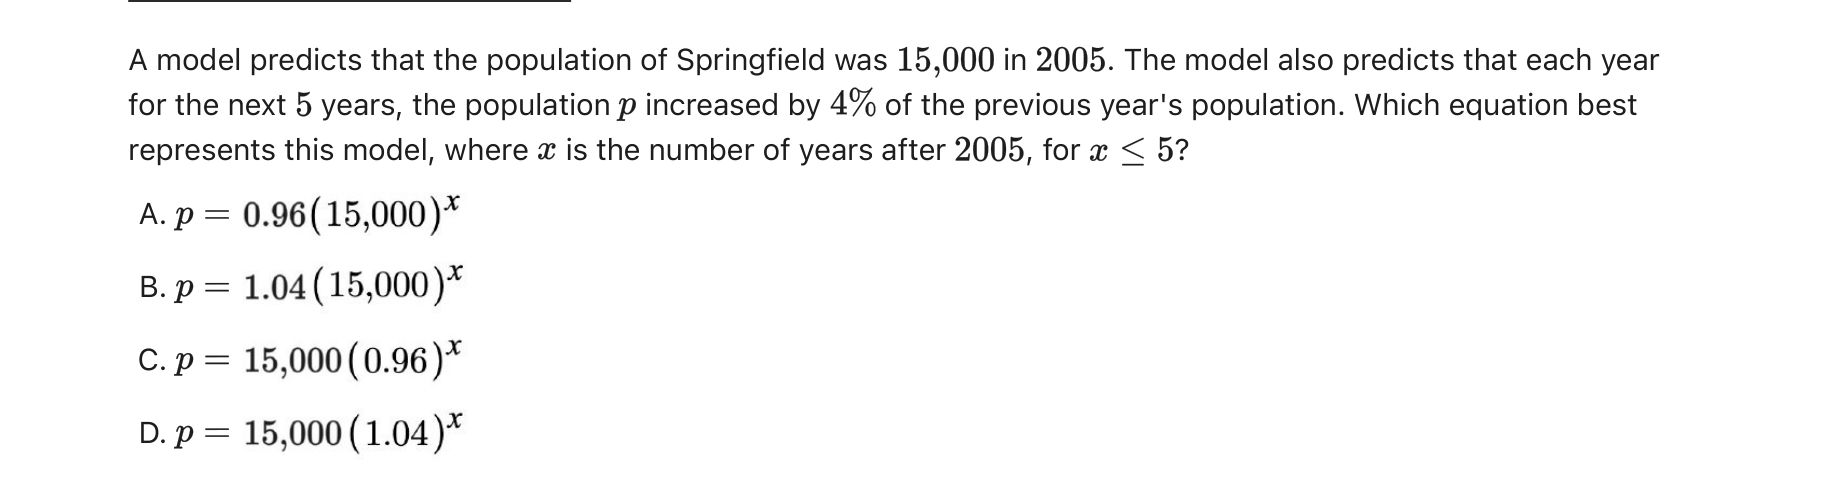 A model predicts that the population of Springfield was 15,000 in 2005. The model also predicts that each year
for the next 5 years, the population p increased by 4% of the previous year's population. Which equation best
represents this model, where x is the number of years after 2005, for x ≤ 5?
A. p = 0.96(15,000)ˣ
B. p = 1.04(15,000)ˣ
C. p = 15,000(0.96)ˣ
D. p = 15,000(1.04)ˣ